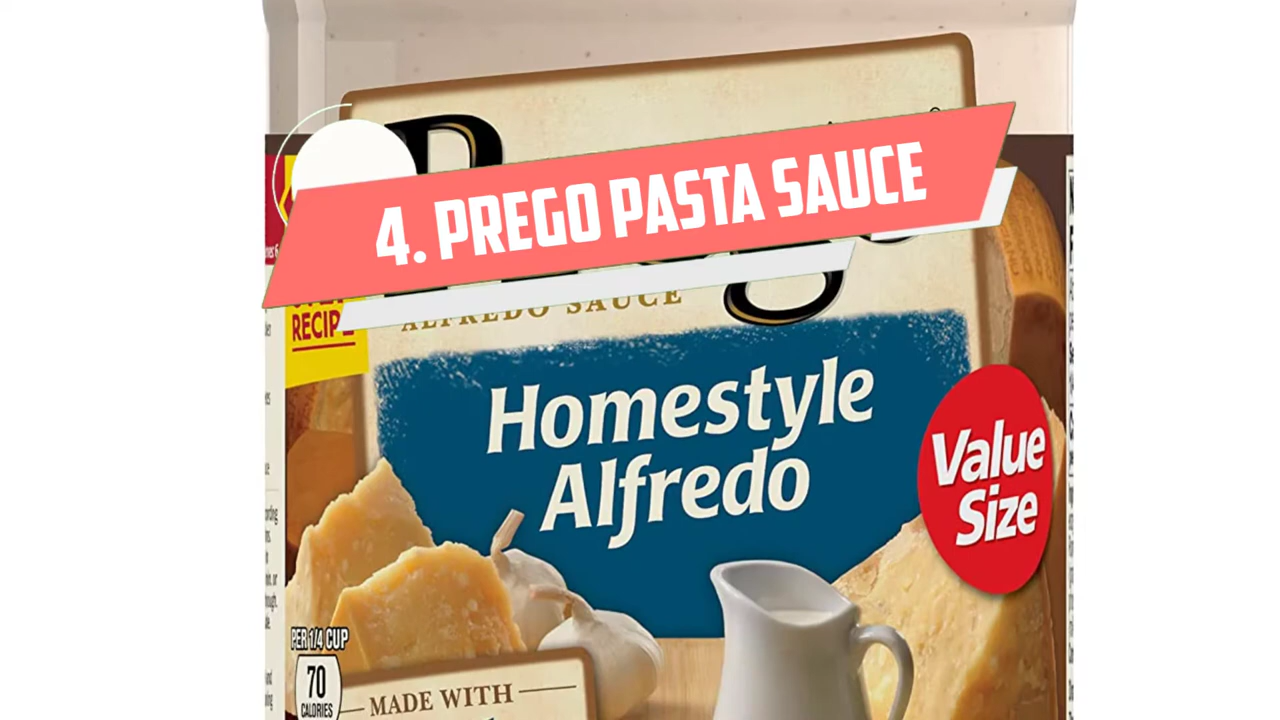 4. PREGO PASTA SAUCE
RECIPE
ALFREDO SAUCE
Homestyle
Alfredo
Value
Size
PER 1/4 CUP
70
CALORIES
MADE WITH